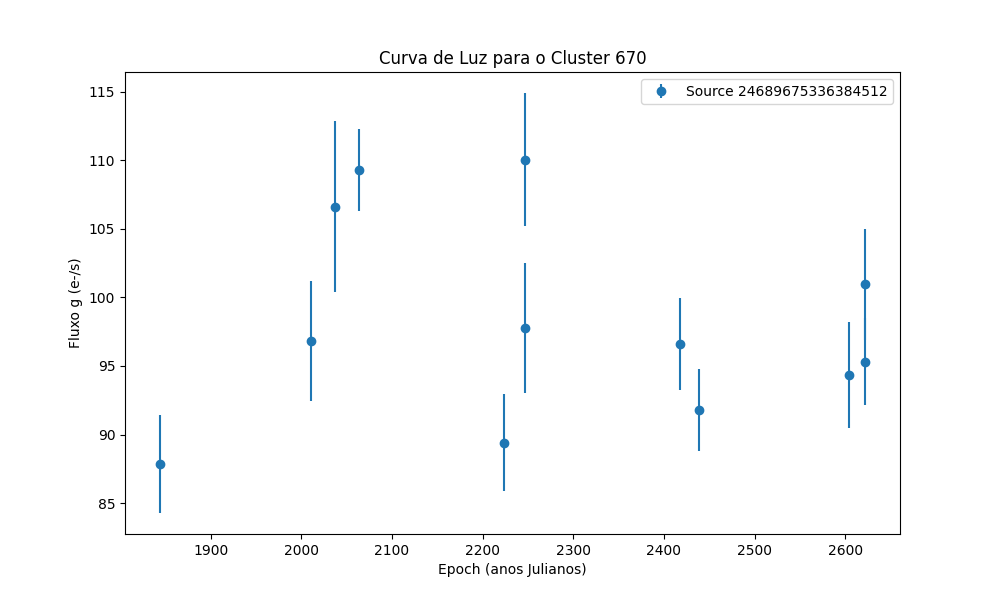 Curva de Luz para o Cluster 670
Source 24689675336384512
Fluxo g (e-/s)
115
110
105
100
95
90
85
1900 2000 2100 2200 2300 2400 2500 2600
Epoch (anos Julianos)